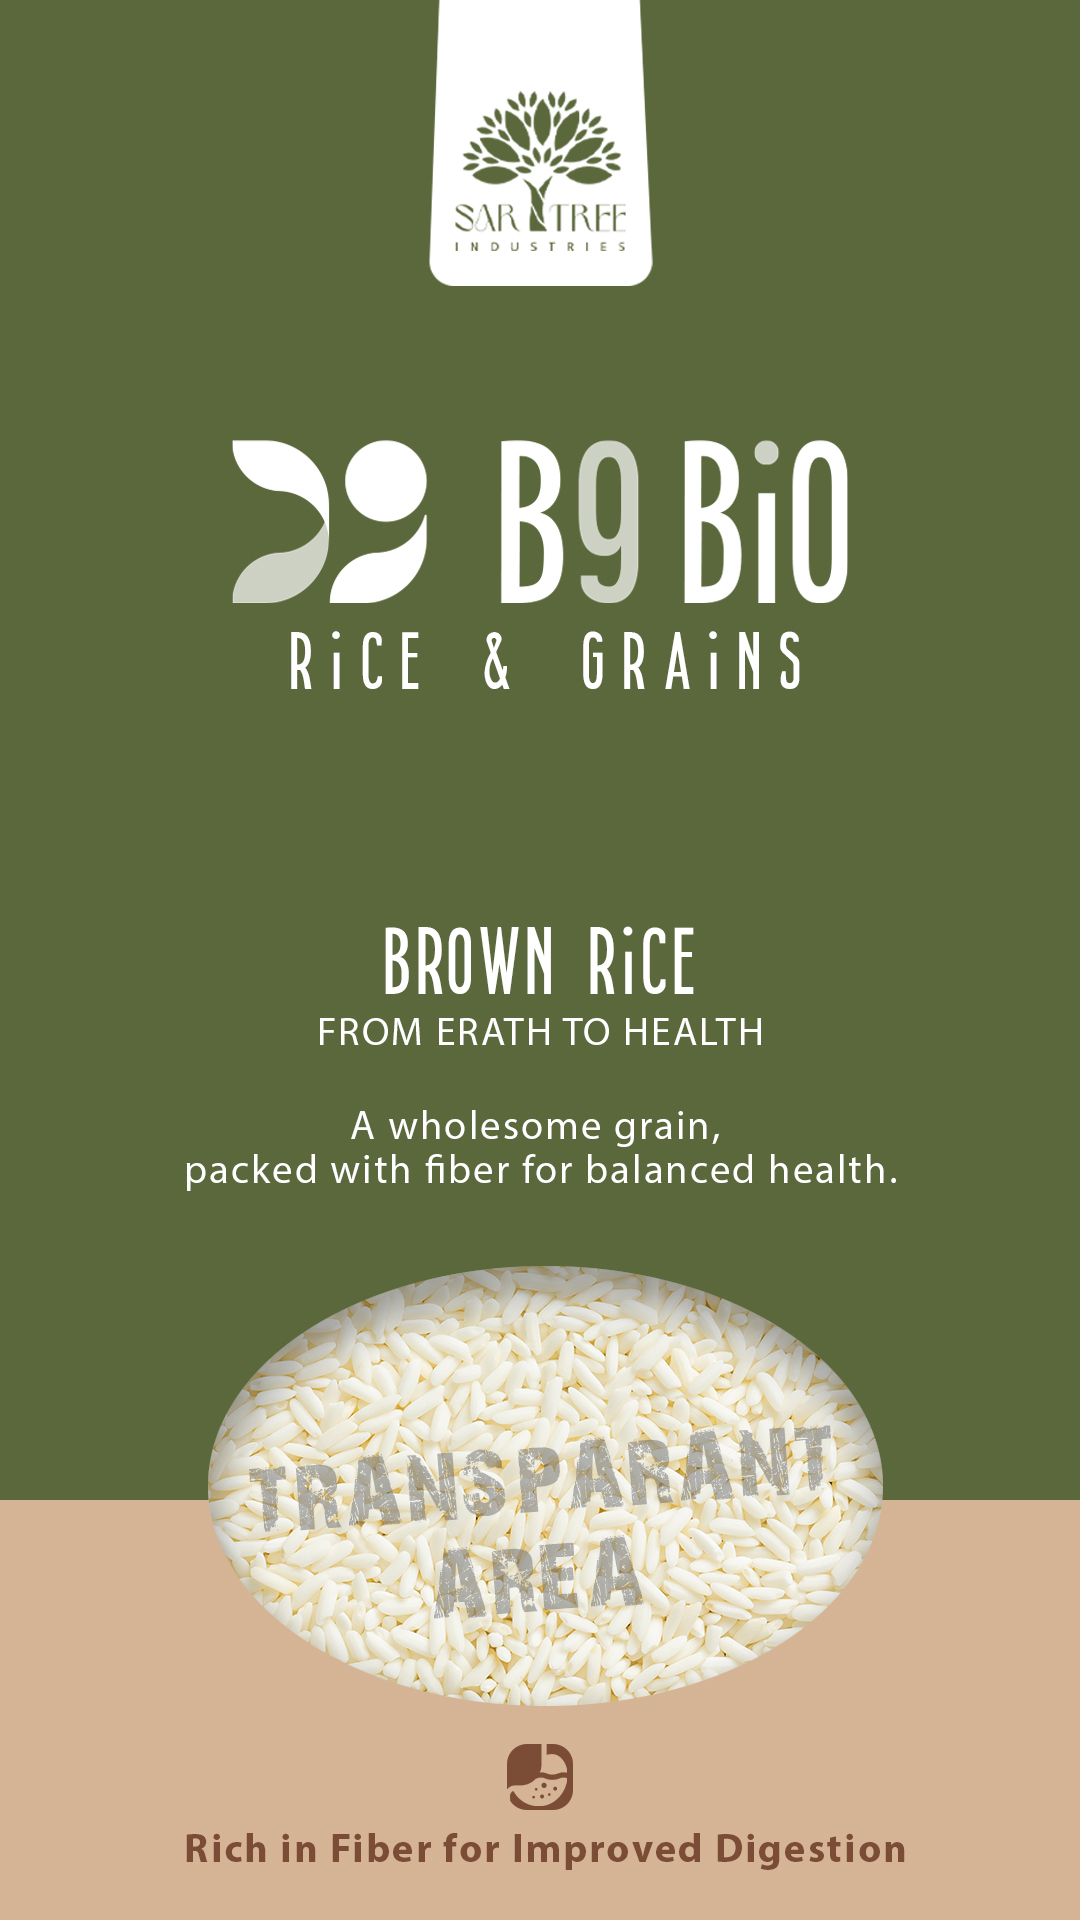 SAR TREE
INDUSTRIES
B9 BiO
RiCE & GRAiNS
BROWN RiCE
FROM ERATH TO HEALTH
A wholesome grain,
packed with fiber for balanced health.
TRANSPARANT
AREA
Rich in Fiber for Improved Digestion